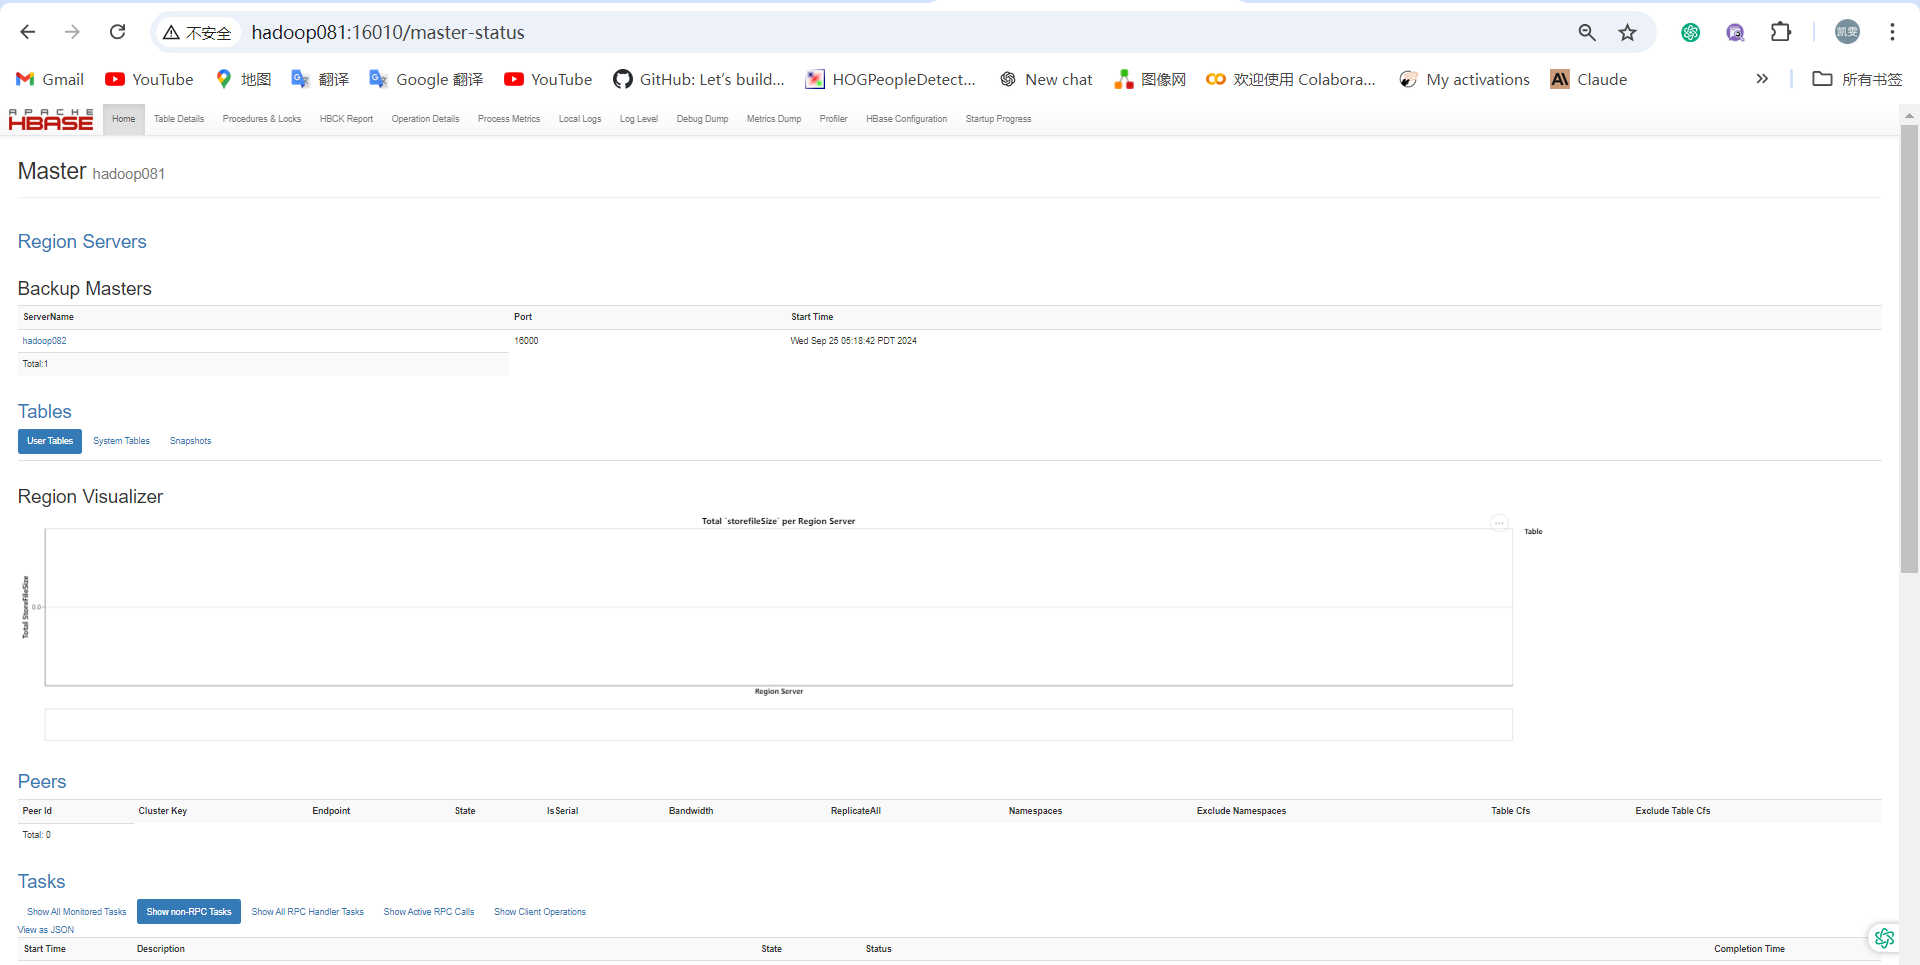 不安全 hadoop081:16010/master-status 凯雯
Gmail YouTube 地图 翻译 Google 翻译 YouTube GitHub: Let's build... HOGPeopleDetect... New chat 图像网 欢迎使用 Colabora... My activations Claude 所有书签
APACHE
HBASE Home Table Details Procedures & Locks HBCK Report Operation Details Process Metrics Local Logs Log Level Debug Dump Metrics Dump Profiler HBase Configuration Startup Progress
Master hadoop081
Region Servers
Backup Masters
ServerName Port Start Time
hadoop082 16000 Wed Sep 25 05:18:42 PDT 2024
Total:1
Tables
User Tables System Tables Snapshots
Region Visualizer
Total `storefileSize` per Region Server
Table
Total StoreFileSize
0.0
Region Server
Peers
Peer Id Cluster Key Endpoint State IsSerial Bandwidth ReplicateAll Namespaces Exclude Namespaces Table Cfs Exclude Table Cfs
Total: 0
Tasks
Show All Monitored Tasks Show non-RPC Tasks Show All RPC Handler Tasks Show Active RPC Calls Show Client Operations
View as JSON
Start Time Description State Status Completion Time